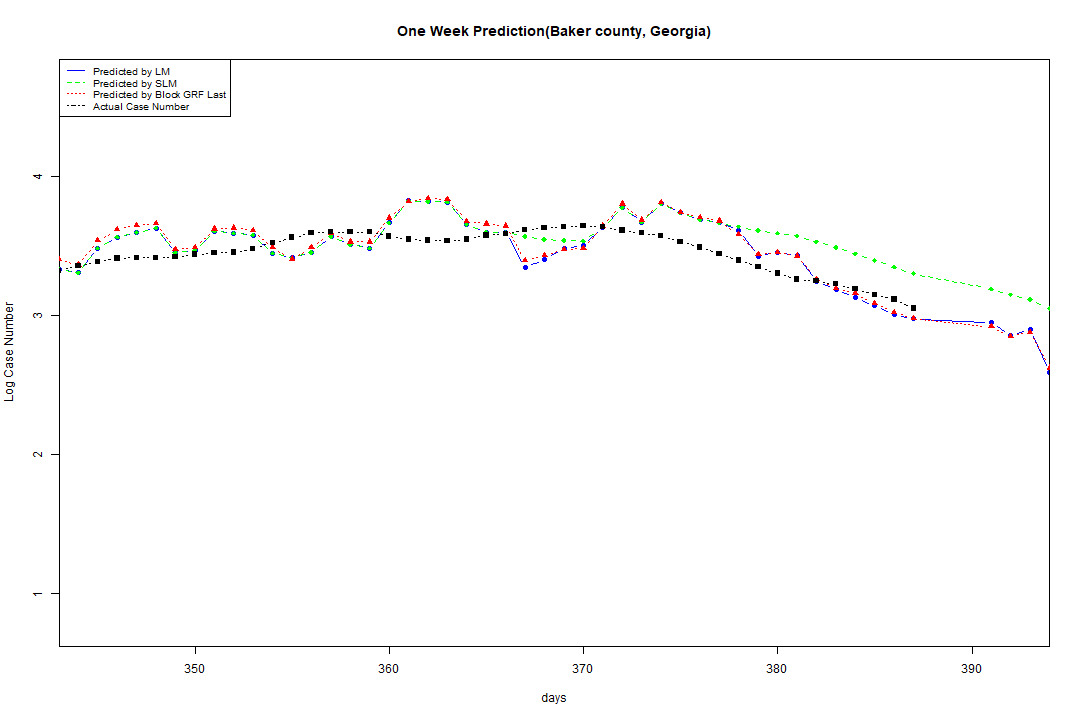 One Week Prediction(Baker county, Georgia)
Predicted by LM
Predicted by SLM
Predicted by Block GRF Last
Actual Case Number
4
3
2
1
Log Case Number
350 360 370 380 390
days